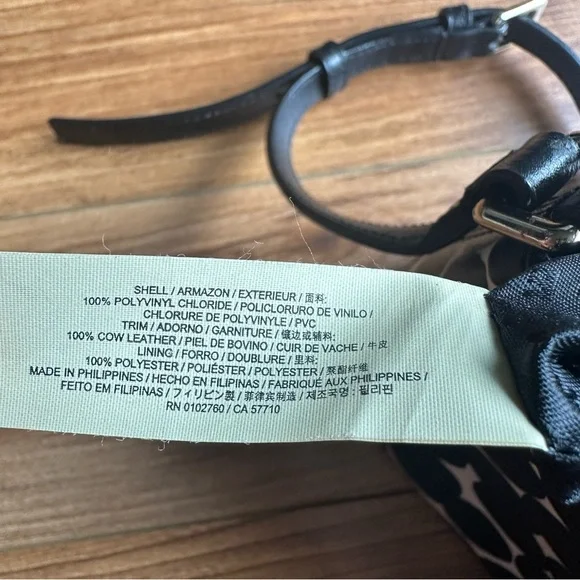 SHELL / ARMAZON / EXTERIEUR / 面料:
100% POLYVINYL CHLORIDE / POLICLORURO DE VINILO /
CHLORURE DE POLYVINYLE / PVC
TRIM / ADORNO / GARNITURE / 镶边或辅料:
100% COW LEATHER / PIEL DE BOVINO / CUIR DE VACHE / 牛皮
LINING / FORRO / DOUBLURE / 里料:
100% POLYESTER / POLIÉSTER / POLYESTER / 聚酯纤维
MADE IN PHILIPPINES / HECHO EN FILIPINAS / FABRIQUÉ AUX PHILIPPINES /
FEITO EM FILIPINAS / フィリピン製 / 菲律宾制造 / 제조국명 : 필리핀
RN 0102760 / CA 57710